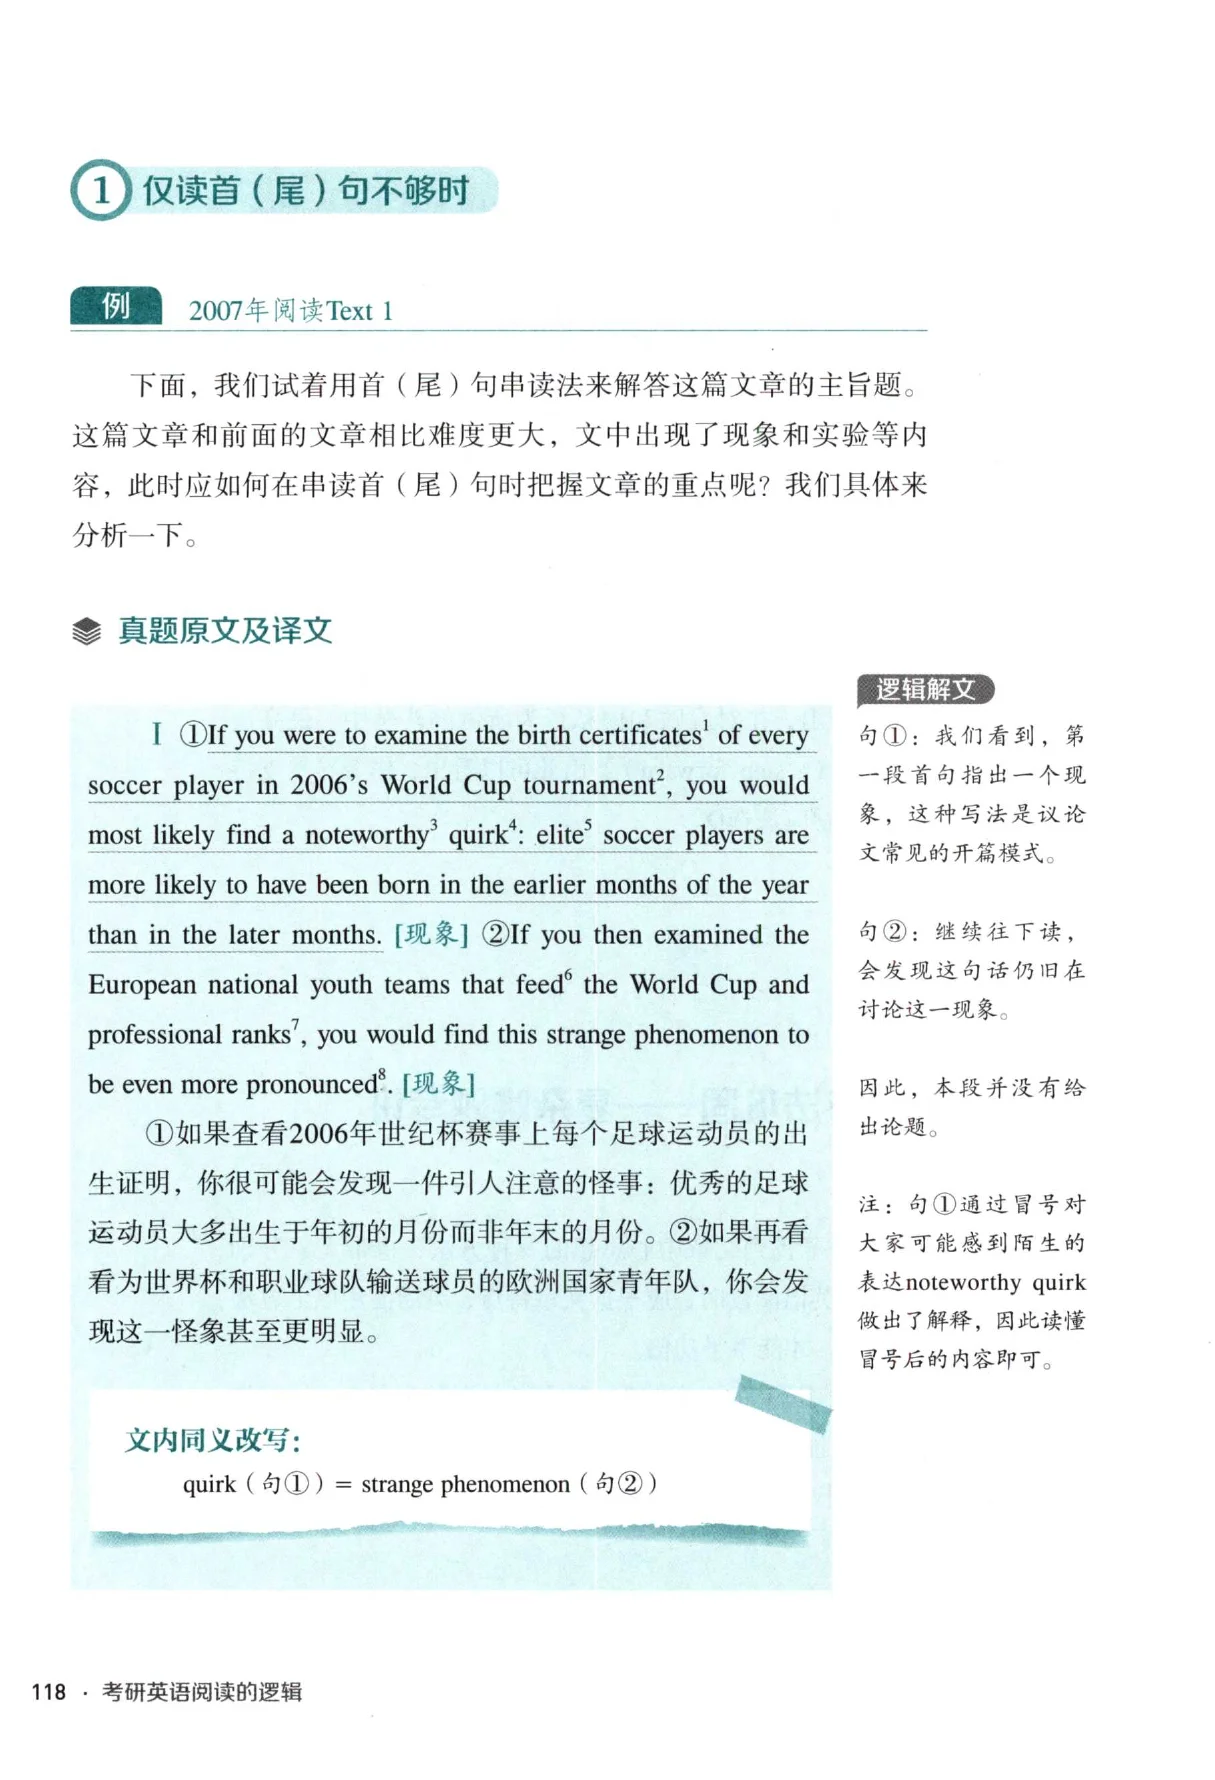 1 仅读首（尾）句不够时
例 2007年阅读Text 1
下面，我们试着用首（尾）句串读法来解答这篇文章的主旨题。
这篇文章和前面的文章相比难度更大，文中出现了现象和实验等内
容，此时应如何在串读首（尾）句时把握文章的重点呢？我们具体来
分析一下。
真题原文及译文
I ①If you were to examine the birth certificates¹ of every
soccer player in 2006's World Cup tournament², you would
most likely find a noteworthy³ quirk⁴: elite⁵ soccer players are
more likely to have been born in the earlier months of the year
than in the later months. [现象] ②If you then examined the
European national youth teams that feed⁶ the World Cup and
professional ranks⁷, you would find this strange phenomenon to
be even more pronounced⁸. [现象]
①如果查看2006年世纪杯赛事上每个足球运动员的出
生证明，你很可能会发现一件引人注意的怪事：优秀的足球
运动员大多出生于年初的月份而非年末的月份。②如果再看
看为世界杯和职业球队输送球员的欧洲国家青年队，你会发
现这一怪象甚至更明显。
文内同义改写：
quirk（句①）= strange phenomenon（句②）
逻辑解文
句①：我们看到，第
一段首句指出一个现
象，这种写法是议论
文常见的开篇模式。
句②：继续往下读，
会发现这句话仍旧在
讨论这一现象。
因此，本段并没有给
出论题。
注：句①通过冒号对
大家可能感到陌生的
表达noteworthy quirk
做出了解释，因此读懂
冒号后的内容即可。
118 · 考研英语阅读的逻辑